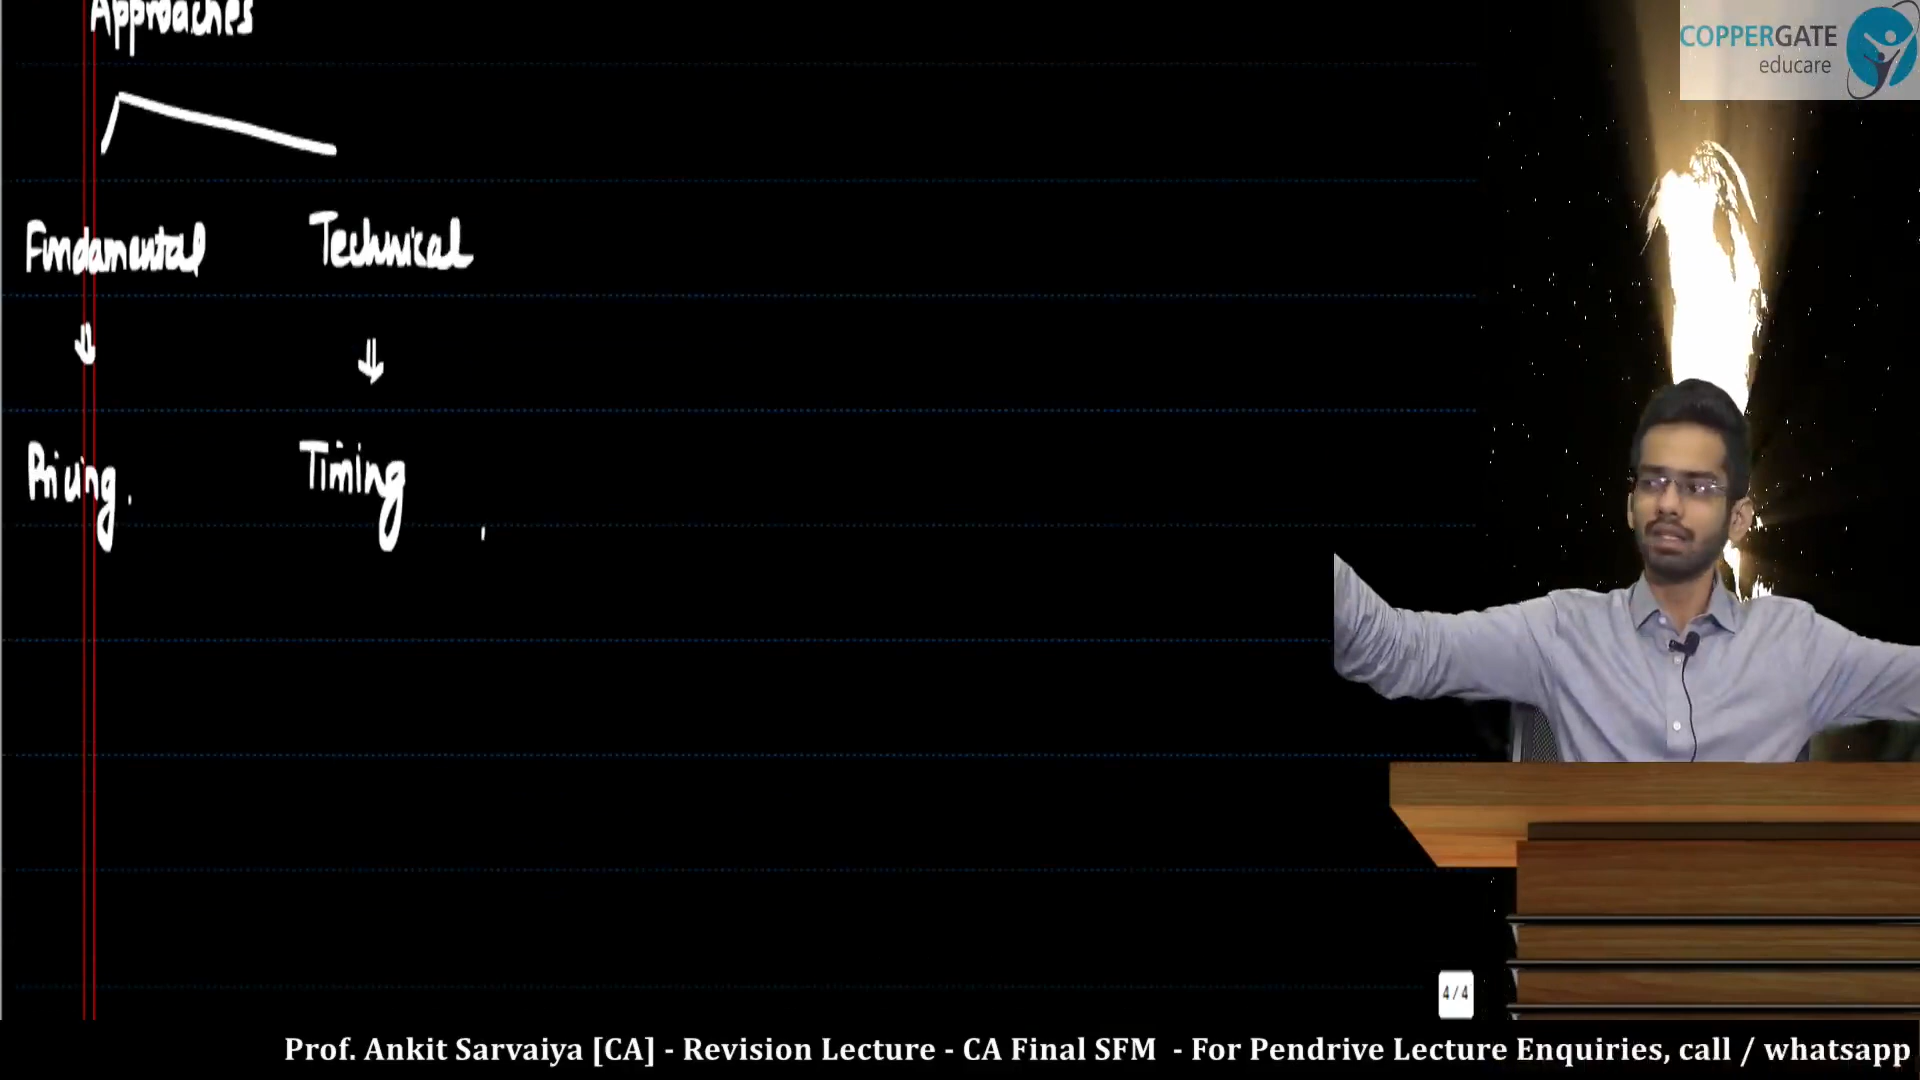 Approaches
COPPERGATE
educare
Fundamental Technical
Pricing. Timing
4/4
Prof. Ankit Sarvaiya [CA] - Revision Lecture - CA Final SFM - For Pendrive Lecture Enquiries, call / whatsapp